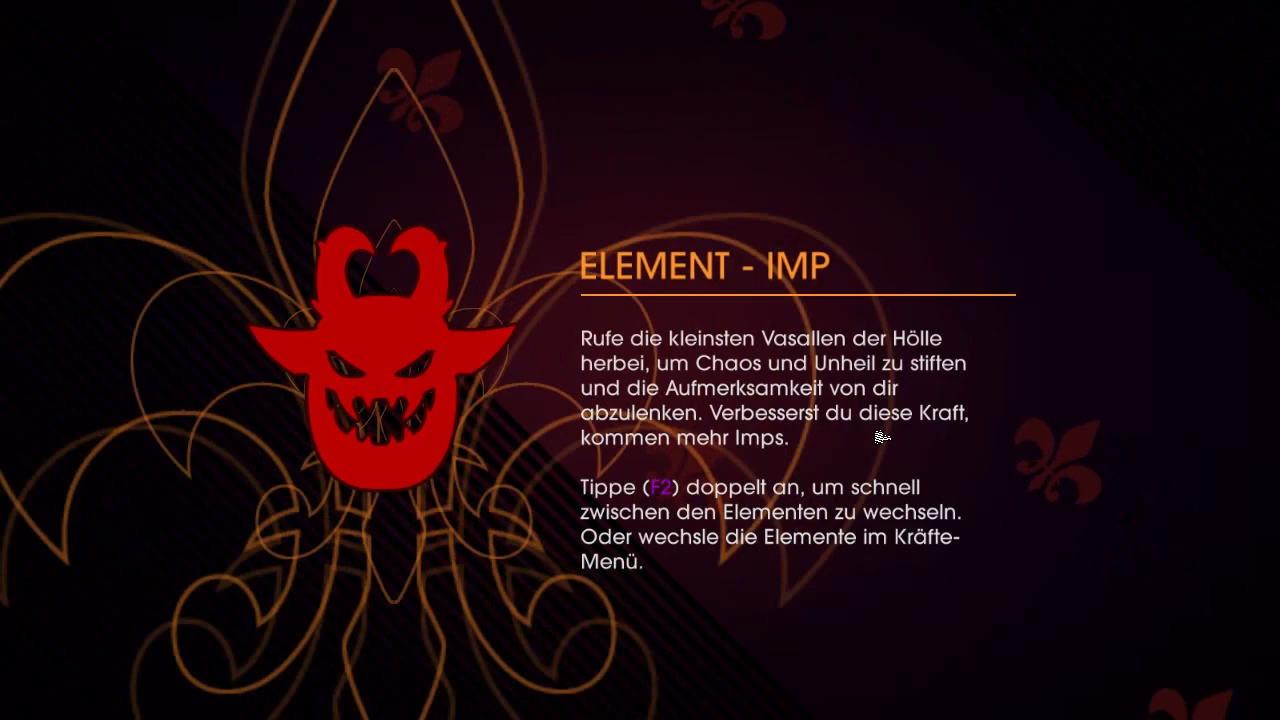 ELEMENT - IMP
Rufe die kleinsten Vasallen der Hölle
herbei, um Chaos und Unheil zu stiften
und die Aufmerksamkeit von dir
abzulenken. Verbesserst du diese Kraft,
kommen mehr Imps.
Tippe (F2) doppelt an, um schnell
zwischen den Elementen zu wechseln.
Oder wechsle die Elemente im Kräfte-
Menü.